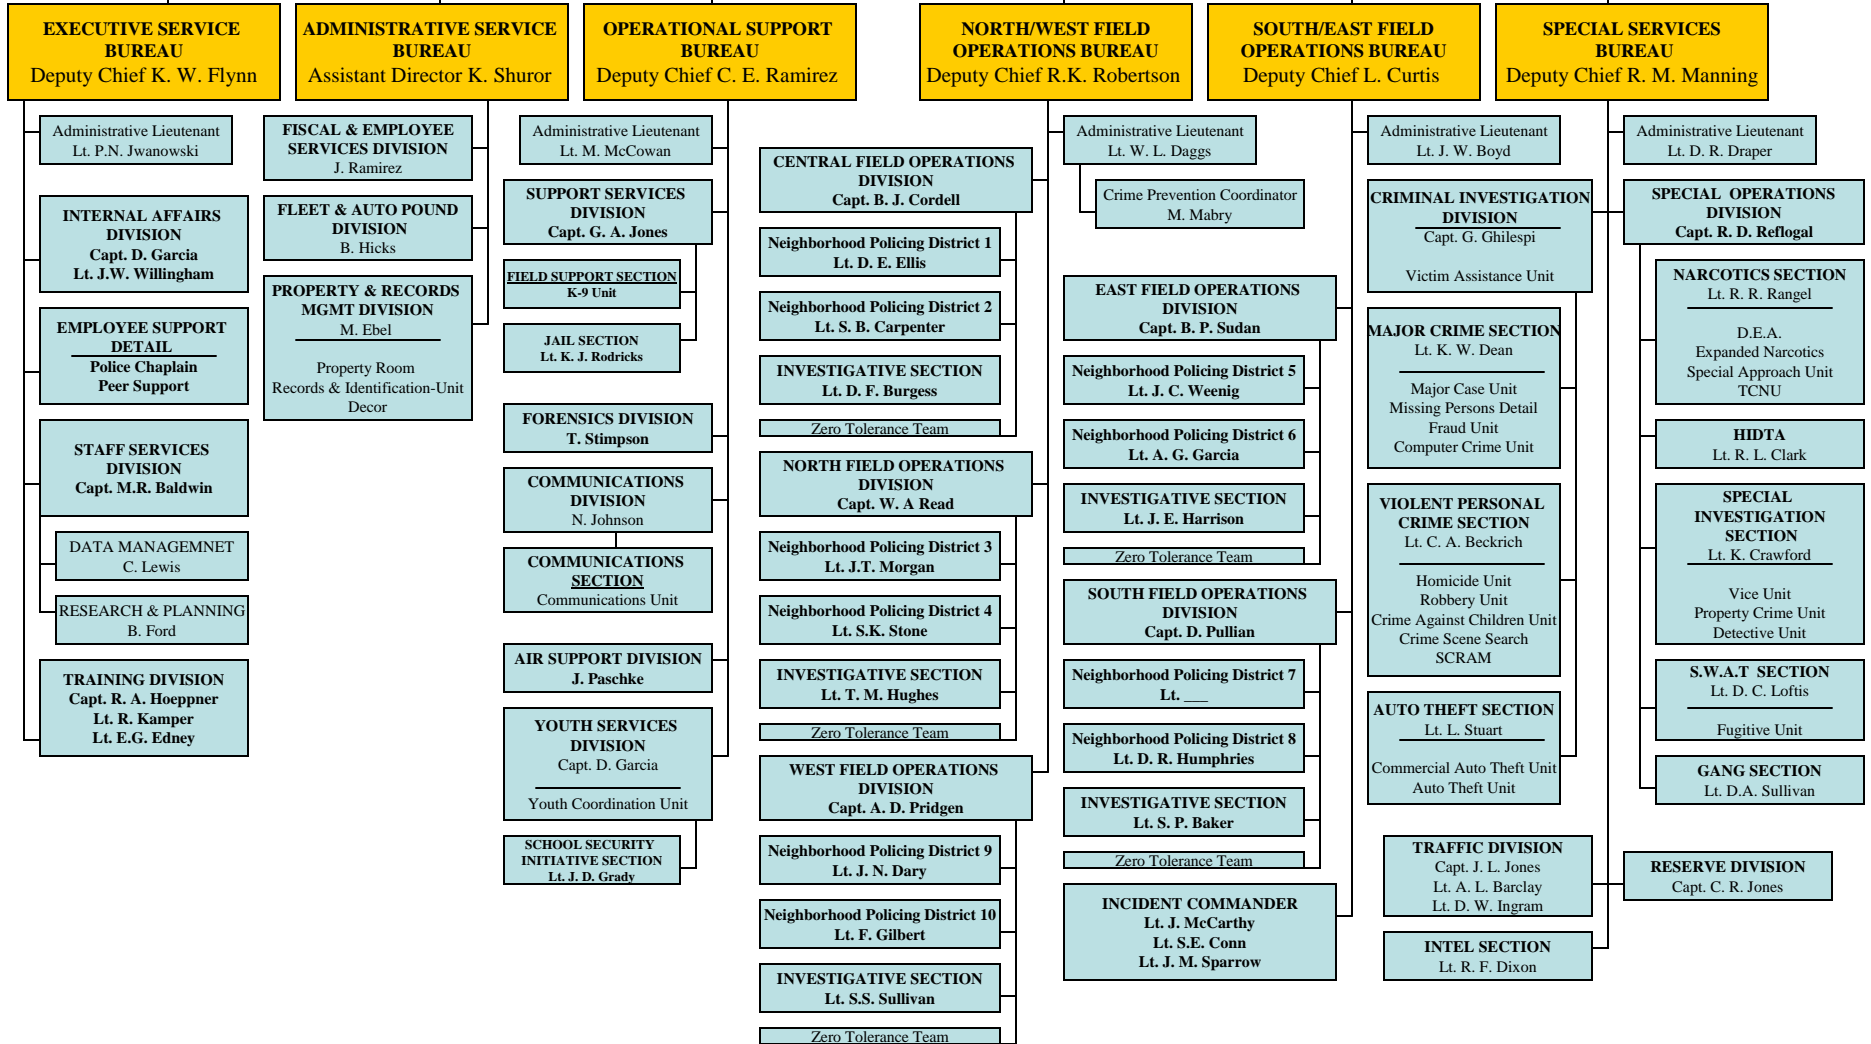 EXECUTIVE SERVICE
BUREAU
Deputy Chief K. W. Flynn
Administrative Lieutenant
Lt. P.N. Jwanowski
INTERNAL AFFAIRS
DIVISION
Capt. D. Garcia
Lt. J.W. Willingham
EMPLOYEE SUPPORT
DETAIL
Police Chaplain
Peer Support
STAFF SERVICES
DIVISION
Capt. M.R. Baldwin
DATA MANAGEMNET
C. Lewis
RESEARCH & PLANNING
B. Ford
TRAINING DIVISION
Capt. R. A. Hoeppner
Lt. R. Kamper
Lt. E.G. Edney
ADMINISTRATIVE SERVICE
BUREAU
Assistant Director K. Shuror
FISCAL & EMPLOYEE
SERVICES DIVISION
J. Ramirez
FLEET & AUTO POUND
DIVISION
B. Hicks
PROPERTY & RECORDS
MGMT DIVISION
M. Ebel
Property Room
Records & Identification-Unit
Decor
OPERATIONAL SUPPORT
BUREAU
Deputy Chief C. E. Ramirez
Administrative Lieutenant
Lt. M. McCowan
SUPPORT SERVICES
DIVISION
Capt. G. A. Jones
FIELD SUPPORT SECTION
K-9 Unit
JAIL SECTION
Lt. K. J. Rodricks
FORENSICS DIVISION
T. Stimpson
COMMUNICATIONS
DIVISION
N. Johnson
COMMUNICATIONS
SECTION
Communications Unit
AIR SUPPORT DIVISION
J. Paschke
YOUTH SERVICES
DIVISION
Capt. D. Garcia
Youth Coordination Unit
SCHOOL SECURITY
INITIATIVE SECTION
Lt. J. D. Grady
NORTH/WEST FIELD
OPERATIONS BUREAU
Deputy Chief R.K. Robertson
Administrative Lieutenant
Lt. W. L. Daggs
Crime Prevention Coordinator
M. Mabry
CENTRAL FIELD OPERATIONS
DIVISION
Capt. B. J. Cordell
Neighborhood Policing District 1
Lt. D. E. Ellis
Neighborhood Policing District 2
Lt. S. B. Carpenter
INVESTIGATIVE SECTION
Lt. D. F. Burgess
Zero Tolerance Team
NORTH FIELD OPERATIONS
DIVISION
Capt. W. A Read
Neighborhood Policing District 3
Lt. J.T. Morgan
Neighborhood Policing District 4
Lt. S.K. Stone
INVESTIGATIVE SECTION
Lt. T. M. Hughes
Zero Tolerance Team
WEST FIELD OPERATIONS
DIVISION
Capt. A. D. Pridgen
Neighborhood Policing District 9
Lt. J. N. Dary
Neighborhood Policing District 10
Lt. F. Gilbert
INVESTIGATIVE SECTION
Lt. S.S. Sullivan
Zero Tolerance Team
SOUTH/EAST FIELD
OPERATIONS BUREAU
Deputy Chief L. Curtis
Administrative Lieutenant
Lt. J. W. Boyd
EAST FIELD OPERATIONS
DIVISION
Capt. B. P. Sudan
Neighborhood Policing District 5
Lt. J. C. Weenig
Neighborhood Policing District 6
Lt. A. G. Garcia
INVESTIGATIVE SECTION
Lt. J. E. Harrison
Zero Tolerance Team
SOUTH FIELD OPERATIONS
DIVISION
Capt. D. Pullian
Neighborhood Policing District 7
Lt. ___
Neighborhood Policing District 8
Lt. D. R. Humphries
INVESTIGATIVE SECTION
Lt. S. P. Baker
Zero Tolerance Team
INCIDENT COMMANDER
Lt. J. McCarthy
Lt. S.E. Conn
Lt. J. M. Sparrow
SPECIAL SERVICES
BUREAU
Deputy Chief R. M. Manning
Administrative Lieutenant
Lt. D. R. Draper
CRIMINAL INVESTIGATION
DIVISION
Capt. G. Ghilespi
Victim Assistance Unit
MAJOR CRIME SECTION
Lt. K. W. Dean
Major Case Unit
Missing Persons Detail
Fraud Unit
Computer Crime Unit
VIOLENT PERSONAL
CRIME SECTION
Lt. C. A. Beckrich
Homicide Unit
Robbery Unit
Crime Against Children Unit
Crime Scene Search
SCRAM
AUTO THEFT SECTION
Lt. L. Stuart
Commercial Auto Theft Unit
Auto Theft Unit
SPECIAL OPERATIONS
DIVISION
Capt. R. D. Reflogal
NARCOTICS SECTION
Lt. R. R. Rangel
D.E.A.
Expanded Narcotics
Special Approach Unit
TCNU
HIDTA
Lt. R. L. Clark
SPECIAL
INVESTIGATION
SECTION
Lt. K. Crawford
Vice Unit
Property Crime Unit
Detective Unit
S.W.A.T SECTION
Lt. D. C. Loftis
Fugitive Unit
GANG SECTION
Lt. D.A. Sullivan
TRAFFIC DIVISION
Capt. J. L. Jones
Lt. A. L. Barclay
Lt. D. W. Ingram
RESERVE DIVISION
Capt. C. R. Jones
INTEL SECTION
Lt. R. F. Dixon